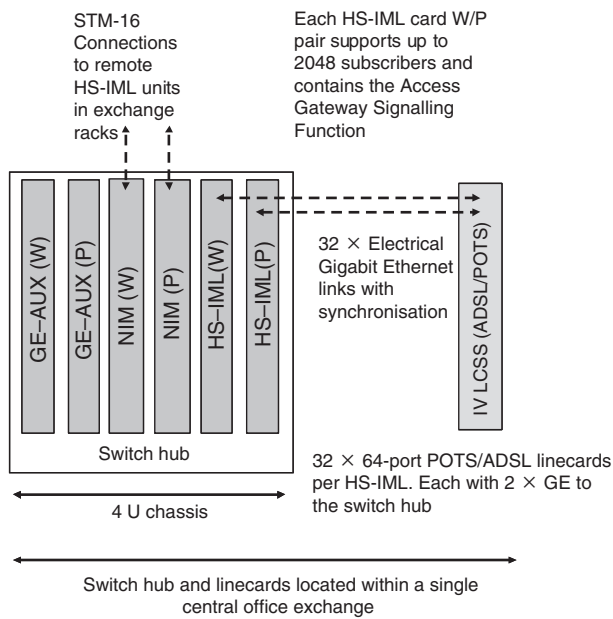 STM-16
Connections
to remote
HS-IML units
in exchange
racks
Each HS-IML card W/P
pair supports up to
2048 subscribers and
contains the Access
Gateway Signalling
Function
GE–AUX (W)
GE–AUX (P)
NIM (W)
NIM (P)
HS–IML(W)
HS–IML(P)
32 × Electrical
Gigabit Ethernet
links with
synchronisation
IV LCSS (ADSL/POTS)
Switch hub
4 U chassis
32 × 64-port POTS/ADSL linecards
per HS-IML. Each with 2 × GE to
the switch hub
Switch hub and linecards located within a single
central office exchange